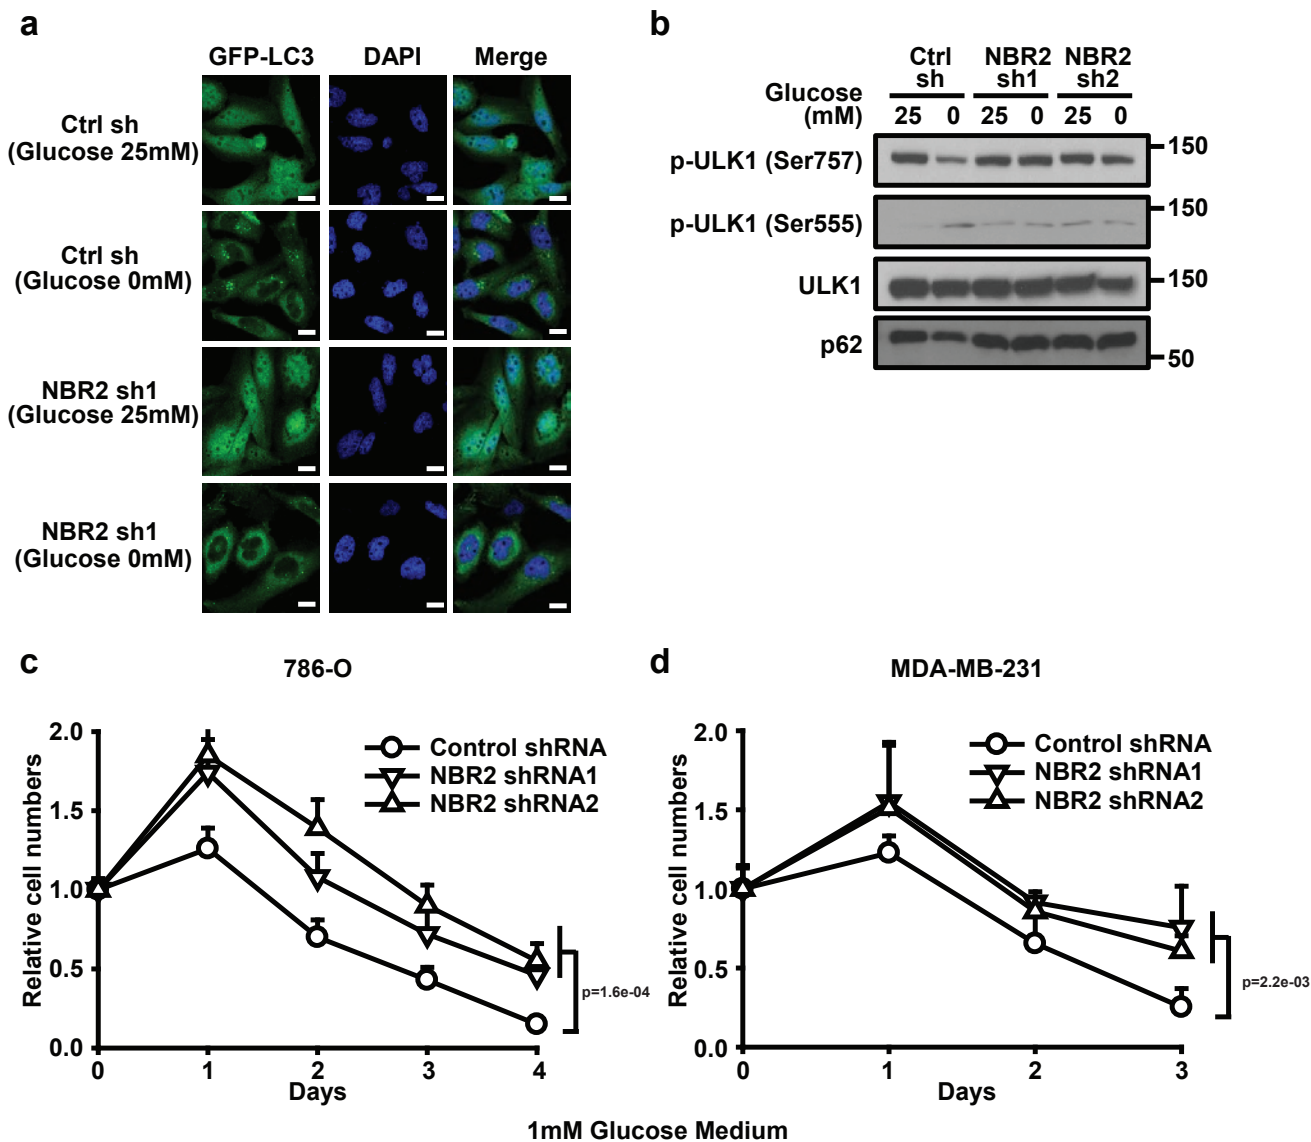 a
GFP-LC3 DAPI Merge
Ctrl sh
(Glucose 25mM)
Ctrl sh
(Glucose 0mM)
NBR2 sh1
(Glucose 25mM)
NBR2 sh1
(Glucose 0mM)
b
Ctrl sh NBR2 sh1 NBR2 sh2
Glucose (mM) 25 0 25 0 25 0
p-ULK1 (Ser757) 150
p-ULK1 (Ser555) 150
ULK1 150
p62 50
c
786-O
Relative cell numbers
2.0
1.5
1.0
0.5
0.0
Control shRNA
NBR2 shRNA1
NBR2 shRNA2
p=1.6e-04
0 1 2 3 4
Days
d
MDA-MB-231
Relative cell numbers
2.0
1.5
1.0
0.5
0.0
Control shRNA
NBR2 shRNA1
NBR2 shRNA2
p=2.2e-03
0 1 2 3
Days
1mM Glucose Medium